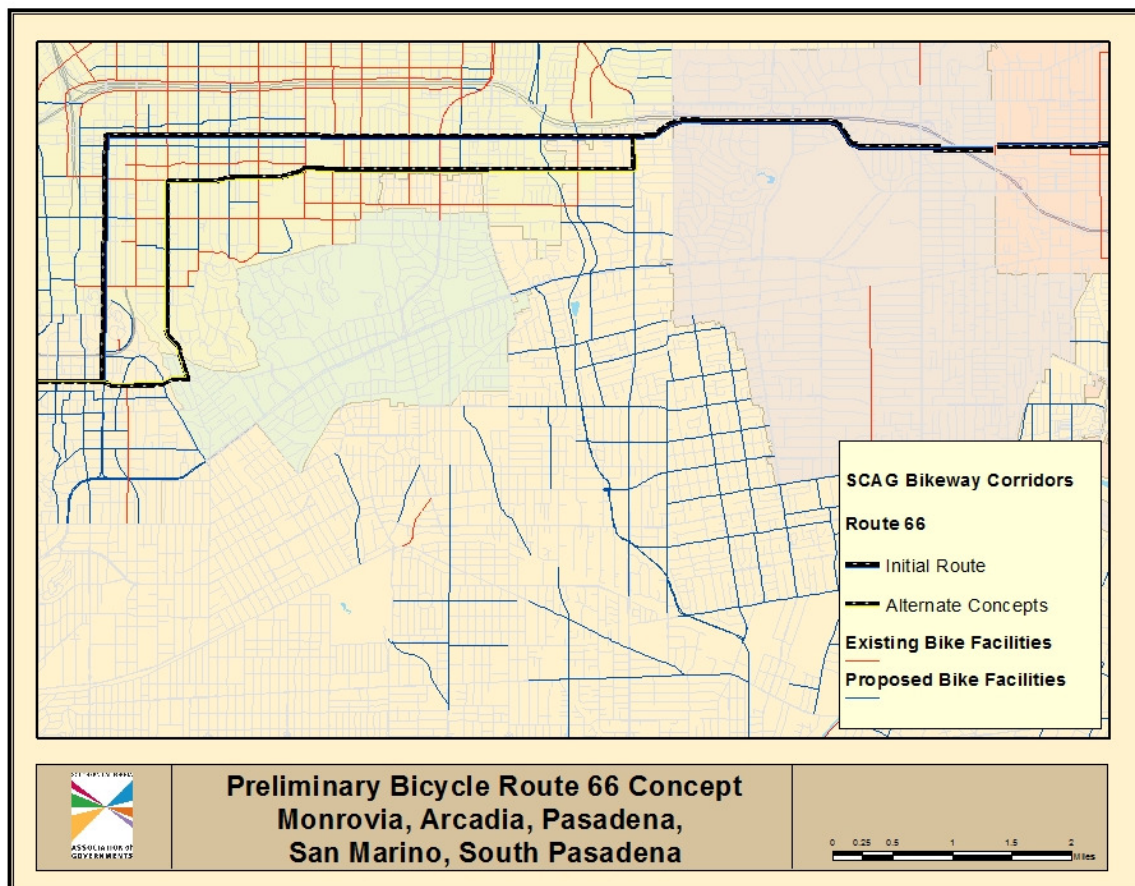 SCAG Bikeway Corridors
Route 66
Initial Route
Alternate Concepts
Existing Bike Facilities
Proposed Bike Facilities
ASSOCIATION of
GOVERNMENTS
Preliminary Bicycle Route 66 Concept
Monrovia, Arcadia, Pasadena,
San Marino, South Pasadena
0 0.25 0.5 1 1.5 2
Miles